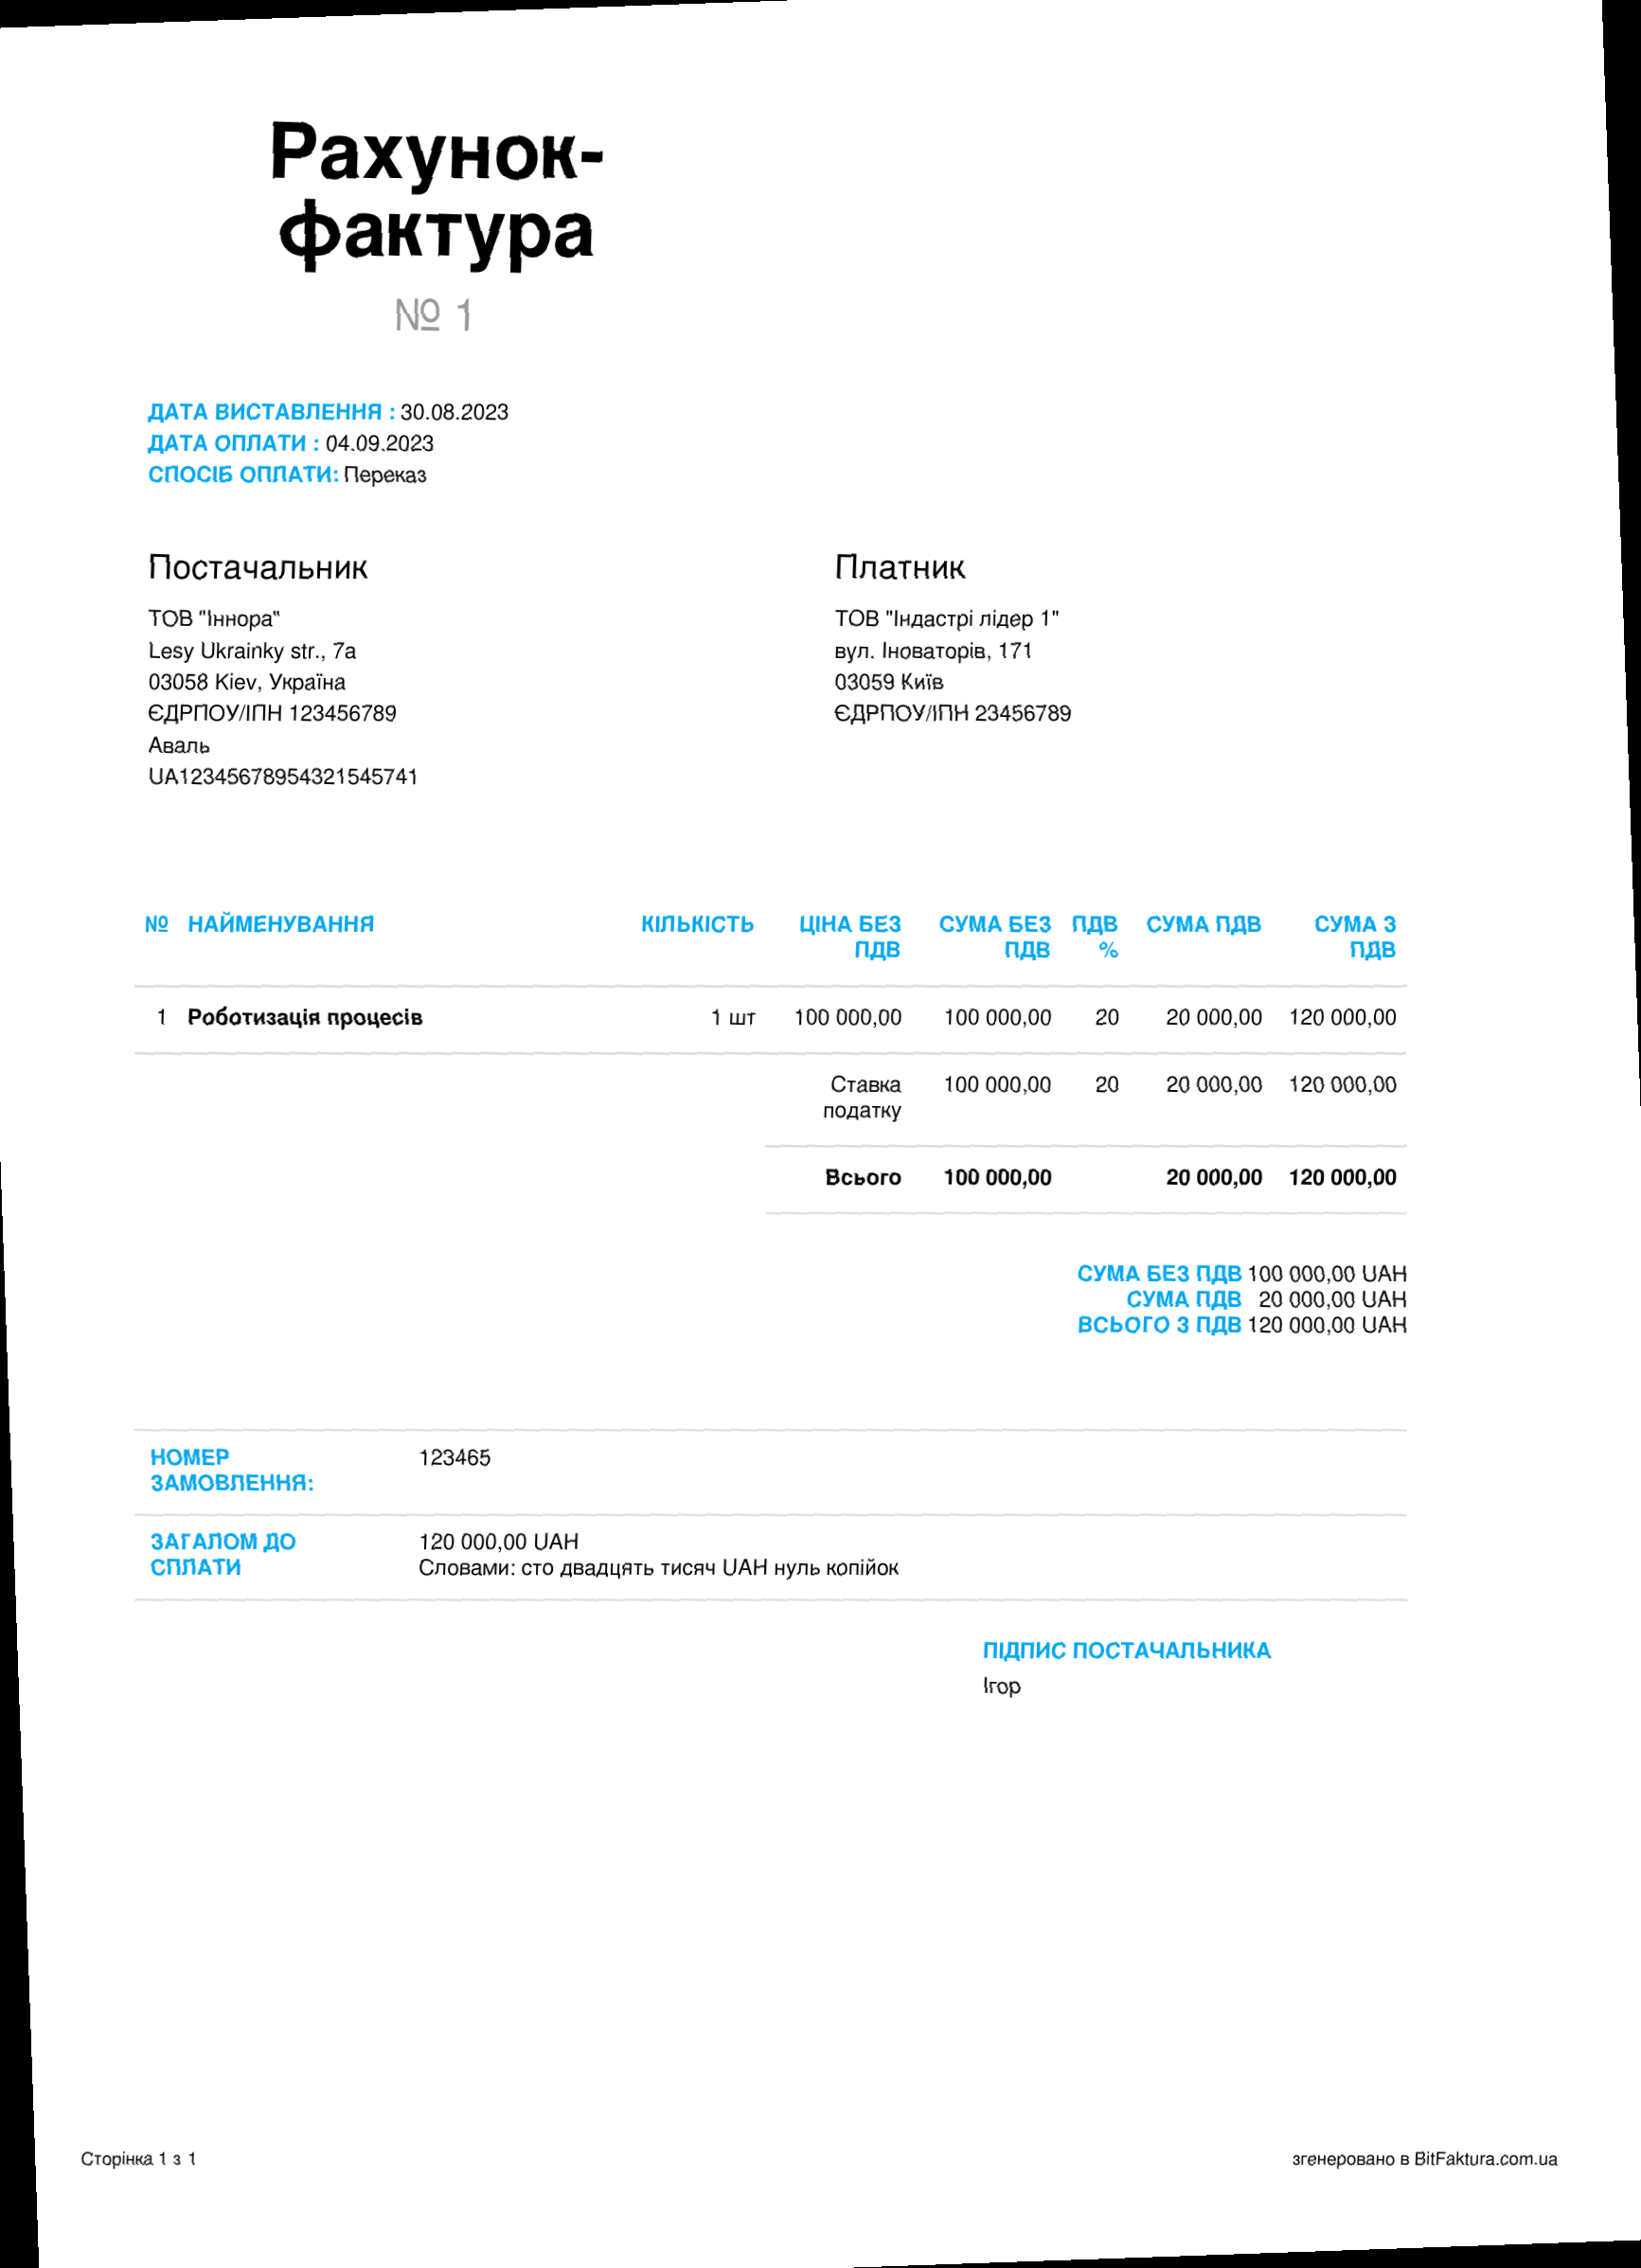 Рахунок-
фактура
№ 1
ДАТА ВИСТАВЛЕННЯ : 30.08.2023
ДАТА ОПЛАТИ : 04.09.2023
СПОСІБ ОПЛАТИ: Переказ
Постачальник
ТОВ "Іннора"
Lesy Ukrainky str., 7a
03058 Kiev, Україна
ЄДРПОУ/ІПН 123456789
Аваль
UA12345678954321545741
Платник
ТОВ "Індастрі лідер 1"
вул. Іноваторів, 171
03059 Київ
ЄДРПОУ/ІПН 23456789
№ НАЙМЕНУВАННЯ КІЛЬКІСТЬ ЦІНА БЕЗ СУМА БЕЗ ПДВ СУМА ПДВ СУМА З
ПДВ ПДВ % ПДВ
1 Роботизація процесів 1 шт 100 000,00 100 000,00 20 20 000,00 120 000,00
Ставка 100 000,00 20 20 000,00 120 000,00
податку
Всього 100 000,00 20 000,00 120 000,00
СУМА БЕЗ ПДВ 100 000,00 UAH
СУМА ПДВ 20 000,00 UAH
ВСЬОГО З ПДВ 120 000,00 UAH
НОМЕР 123465
ЗАМОВЛЕННЯ:
ЗАГАЛОМ ДО 120 000,00 UAH
СПЛАТИ Словами: сто двадцять тисяч UAH нуль копійок
ПІДПИС ПОСТАЧАЛЬНИКА
Ігор
Сторінка 1 з 1 згенеровано в BitFaktura.com.ua